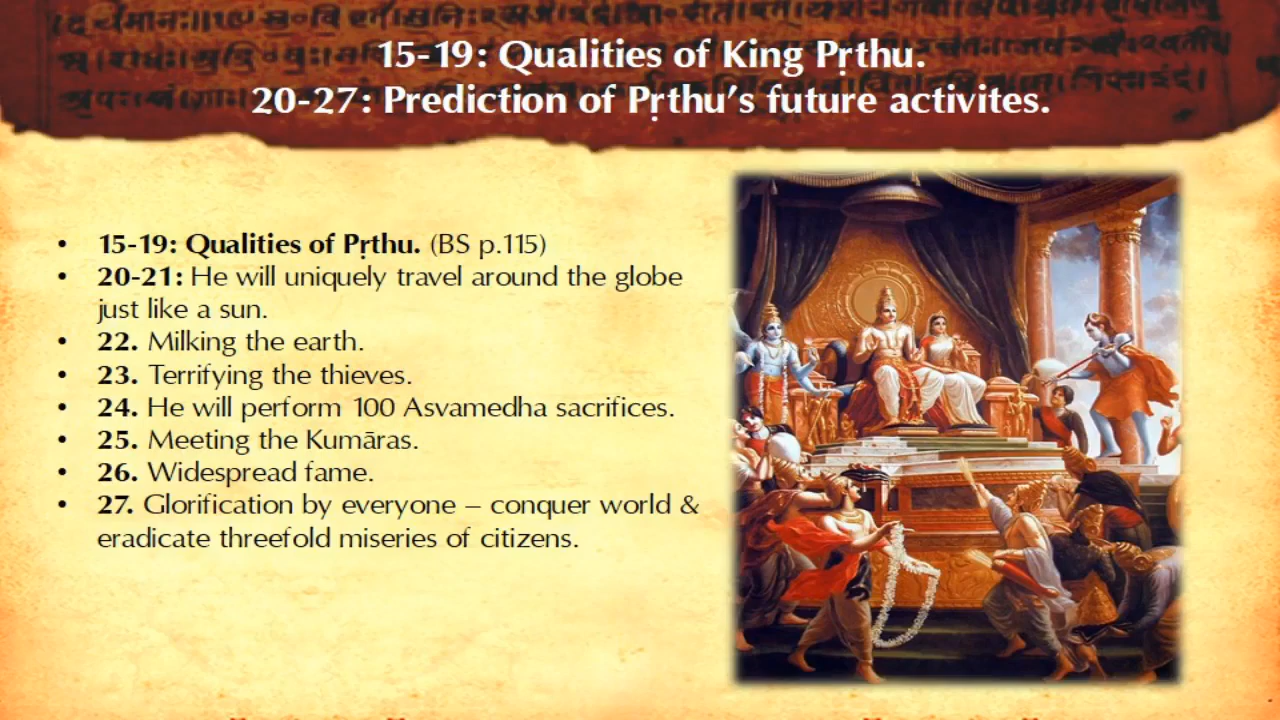 15-19: Qualities of King Pṛthu.
20-27: Prediction of Pṛthu’s future activites.
• 15-19: Qualities of Pṛthu. (BS p.115)
• 20-21: He will uniquely travel around the globe
just like a sun.
• 22. Milking the earth.
• 23. Terrifying the thieves.
• 24. He will perform 100 Asvamedha sacrifices.
• 25. Meeting the Kumāras.
• 26. Widespread fame.
• 27. Glorification by everyone – conquer world &
eradicate threefold miseries of citizens.